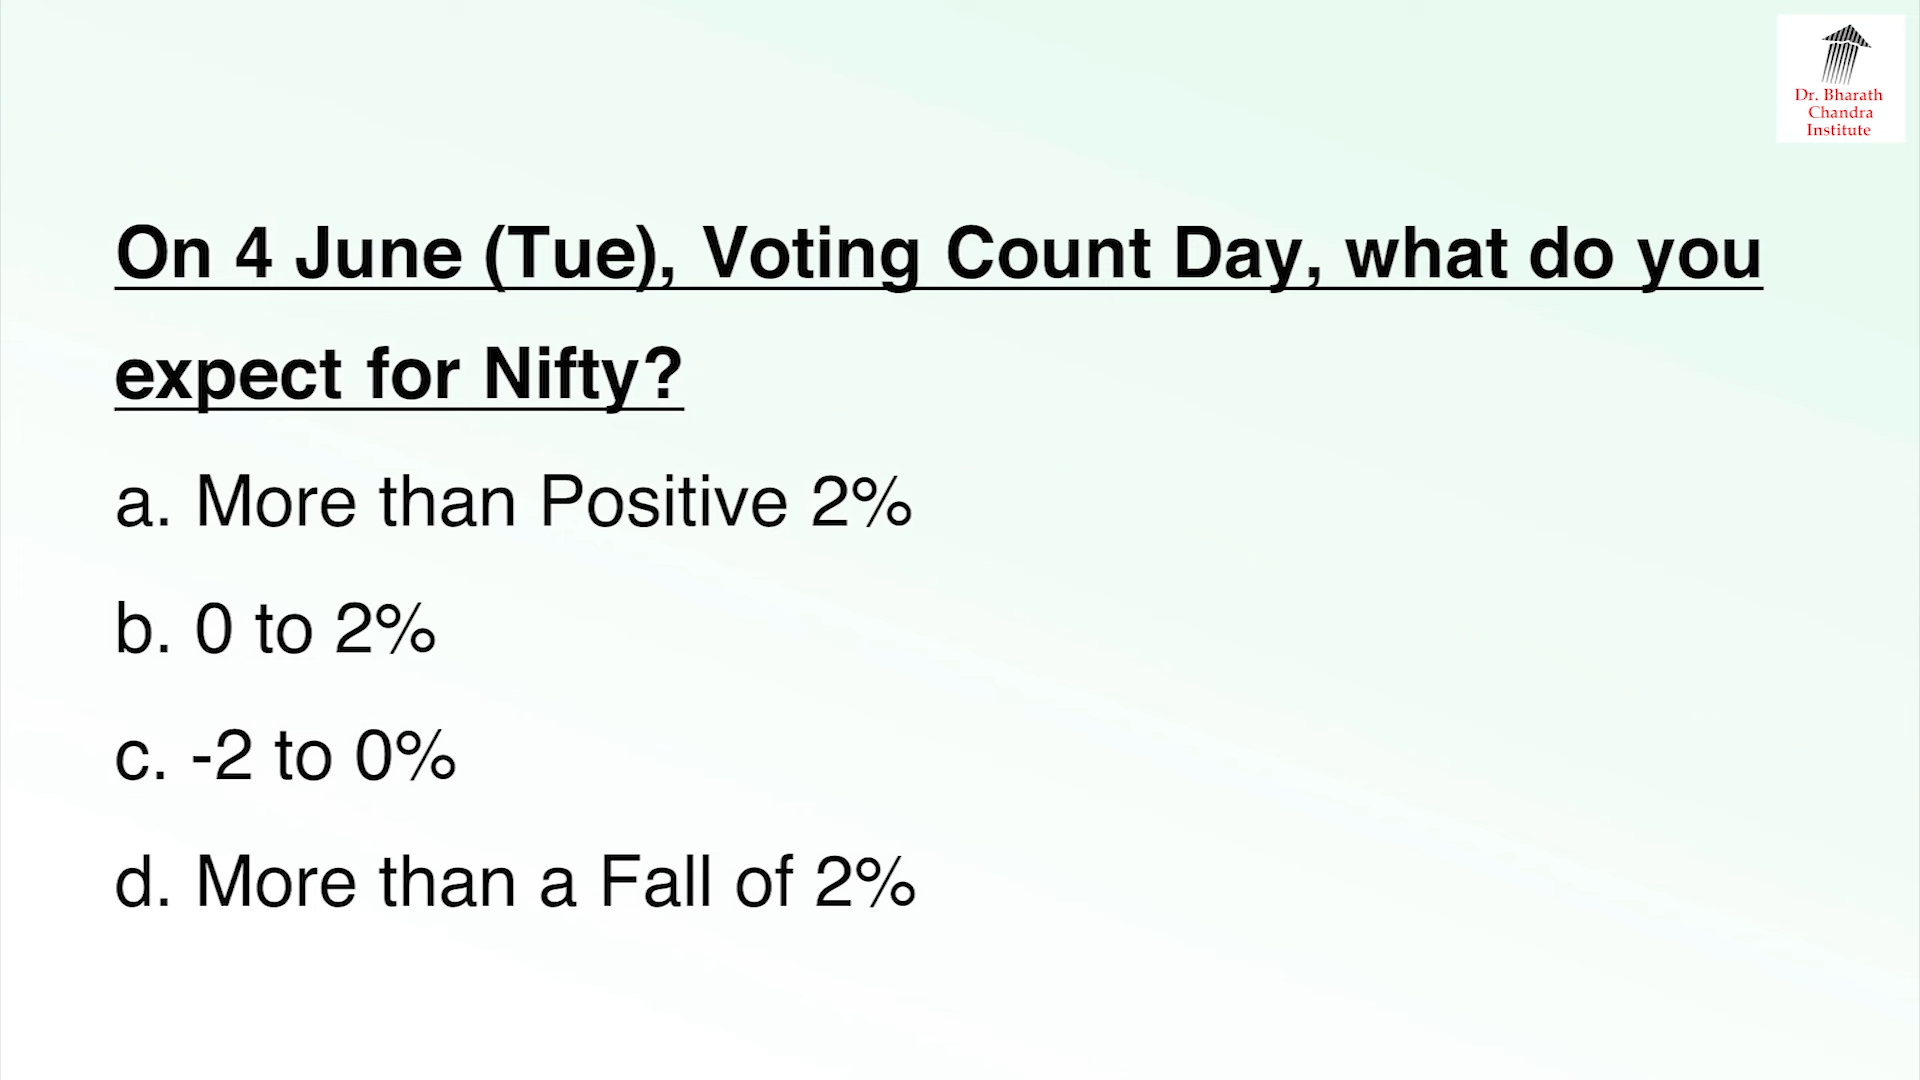 Dr. Bharath
Chandra
Institute
On 4 June (Tue), Voting Count Day, what do you
expect for Nifty?
a. More than Positive 2%
b. 0 to 2%
c. -2 to 0%
d. More than a Fall of 2%